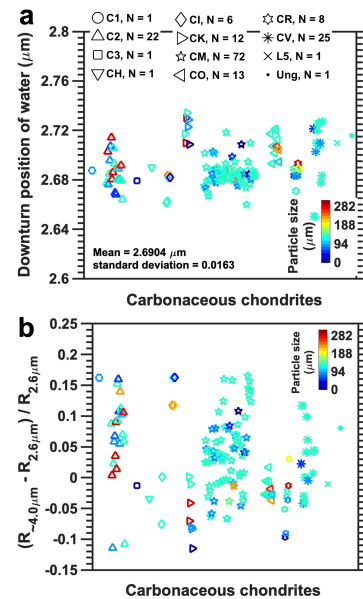 a
Downturn position of water (μm)
2.8
2.76
2.72
2.68
2.64
2.6
C1, N = 1
C2, N = 22
C3, N = 1
CH, N = 1
CI, N = 6
CK, N = 12
CM, N = 72
CO, N = 13
CR, N = 8
CV, N = 25
L5, N = 1
Ung, N = 1
Mean = 2.6904 μm
standard deviation = 0.0163
Particle size
(μm)
282
188
94
0
Carbonaceous chondrites
b
(R~4.0μm - R2.6μm) / R2.6μm
0.25
0.2
0.15
0.1
0.05
0
-0.05
-0.1
-0.15
Particle size
(μm)
282
188
94
0
Carbonaceous chondrites